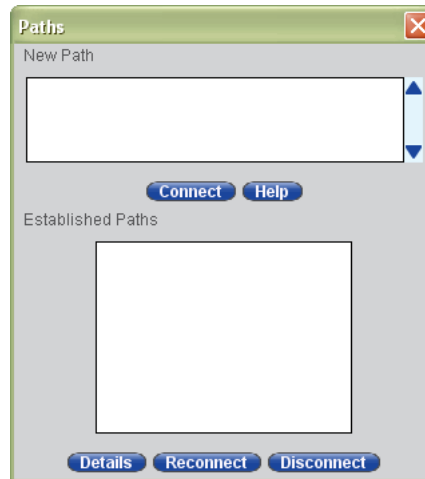 Paths
New Path
Connect Help
Established Paths
Details Reconnect Disconnect